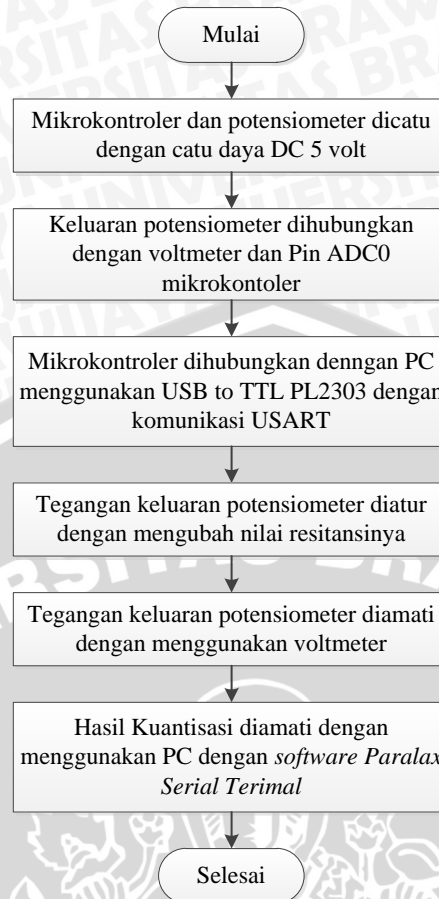 Mulai
Mikrokontroler dan potensiometer dicatu
dengan catu daya DC 5 volt
Keluaran potensiometer dihubungkan
dengan voltmeter dan Pin ADC0
mikrokontoler
Mikrokontroler dihubungkan denngan PC
menggunakan USB to TTL PL2303 dengan
komunikasi USART
Tegangan keluaran potensiometer diatur
dengan mengubah nilai resitansinya
Tegangan keluaran potensiometer diamati
dengan menggunakan voltmeter
Hasil Kuantisasi diamati dengan
menggunakan PC dengan software Paralax
Serial Terimal
Selesai